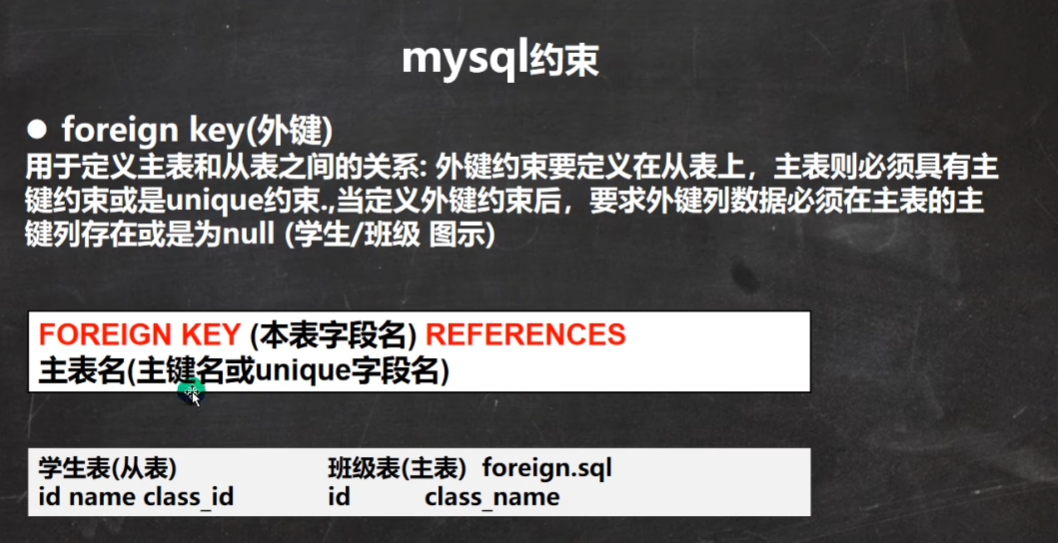 mysql约束
● foreign key(外键)
用于定义主表和从表之间的关系: 外键约束要定义在从表上，主表则必须具有主
键约束或是unique约束.,当定义外键约束后，要求外键列数据必须在主表的主
键列存在或是为null (学生/班级 图示)
FOREIGN KEY (本表字段名) REFERENCES
主表名(主键名或unique字段名)
学生表(从表) 班级表(主表) foreign.sql
id name class_id id class_name